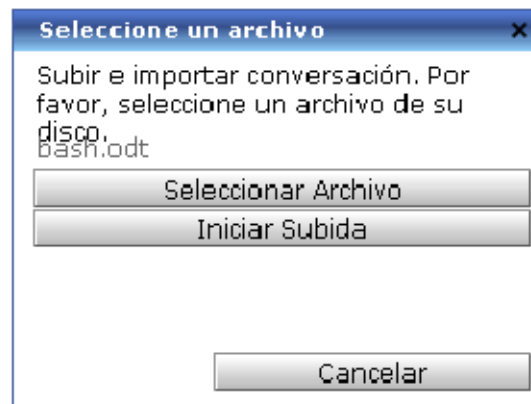 Seleccione un archivo
Subir e importar conversación. Por
favor, seleccione un archivo de su
disco.
bash.odt
Seleccionar Archivo
Iniciar Subida
Cancelar